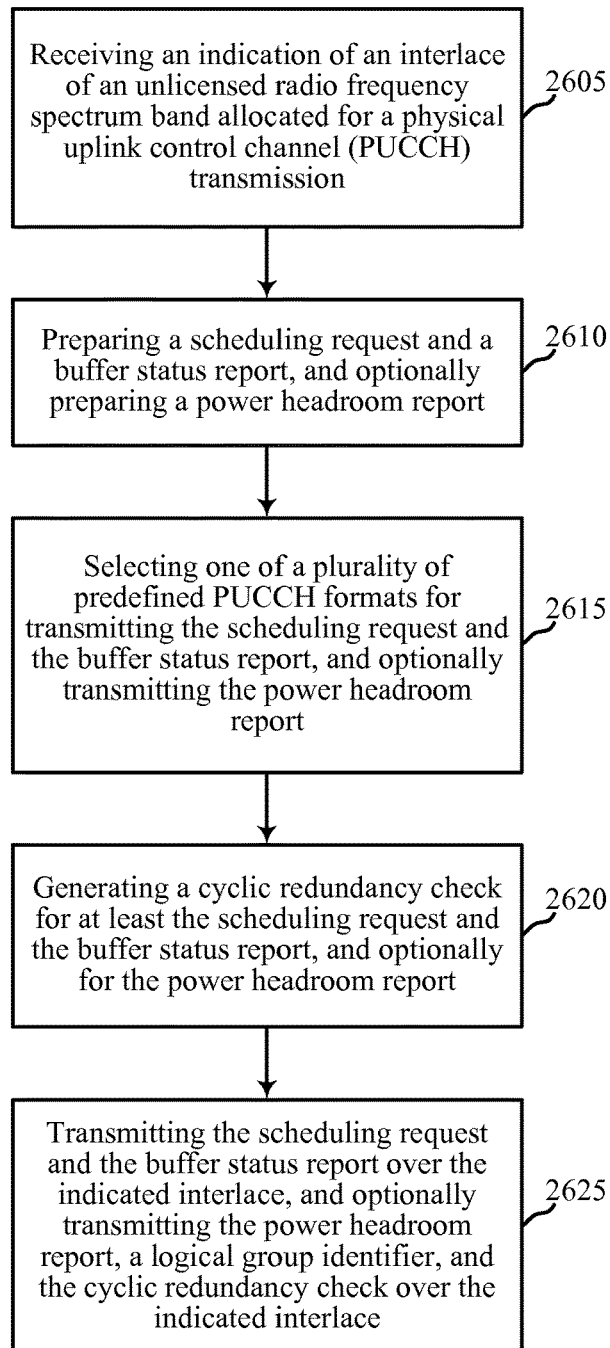 Receiving an indication of an interlace
of an unlicensed radio frequency
spectrum band allocated for a physical
uplink control channel (PUCCH)
transmission
2605
Preparing a scheduling request and a
buffer status report, and optionally
preparing a power headroom report
2610
Selecting one of a plurality of
predefined PUCCH formats for
transmitting the scheduling request and
the buffer status report, and optionally
transmitting the power headroom
report
2615
Generating a cyclic redundancy check
for at least the scheduling request and
the buffer status report, and optionally
for the power headroom report
2620
Transmitting the scheduling request
and the buffer status report over the
indicated interlace, and optionally
transmitting the power headroom
report, a logical group identifier, and
the cyclic redundancy check over the
indicated interlace
2625